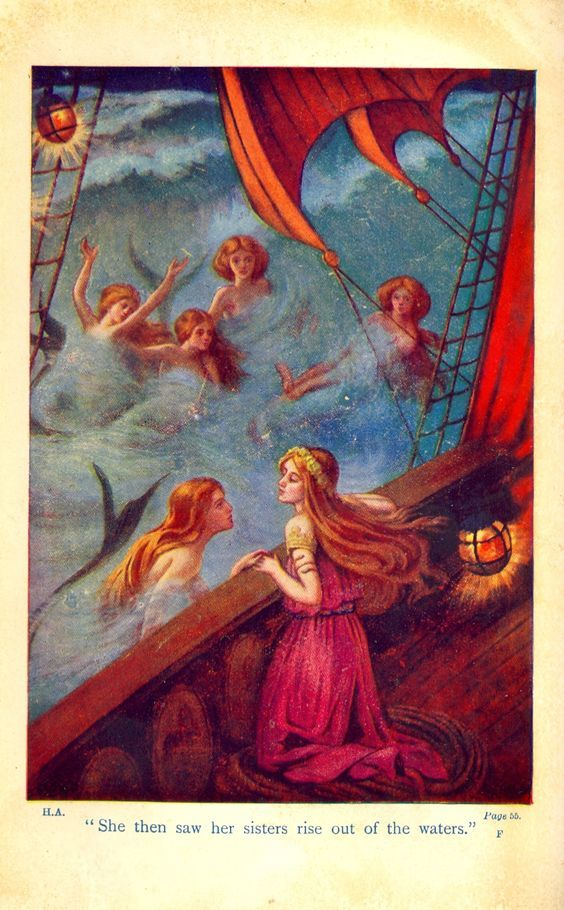 H.A. Page 55.
"She then saw her sisters rise out of the waters." F